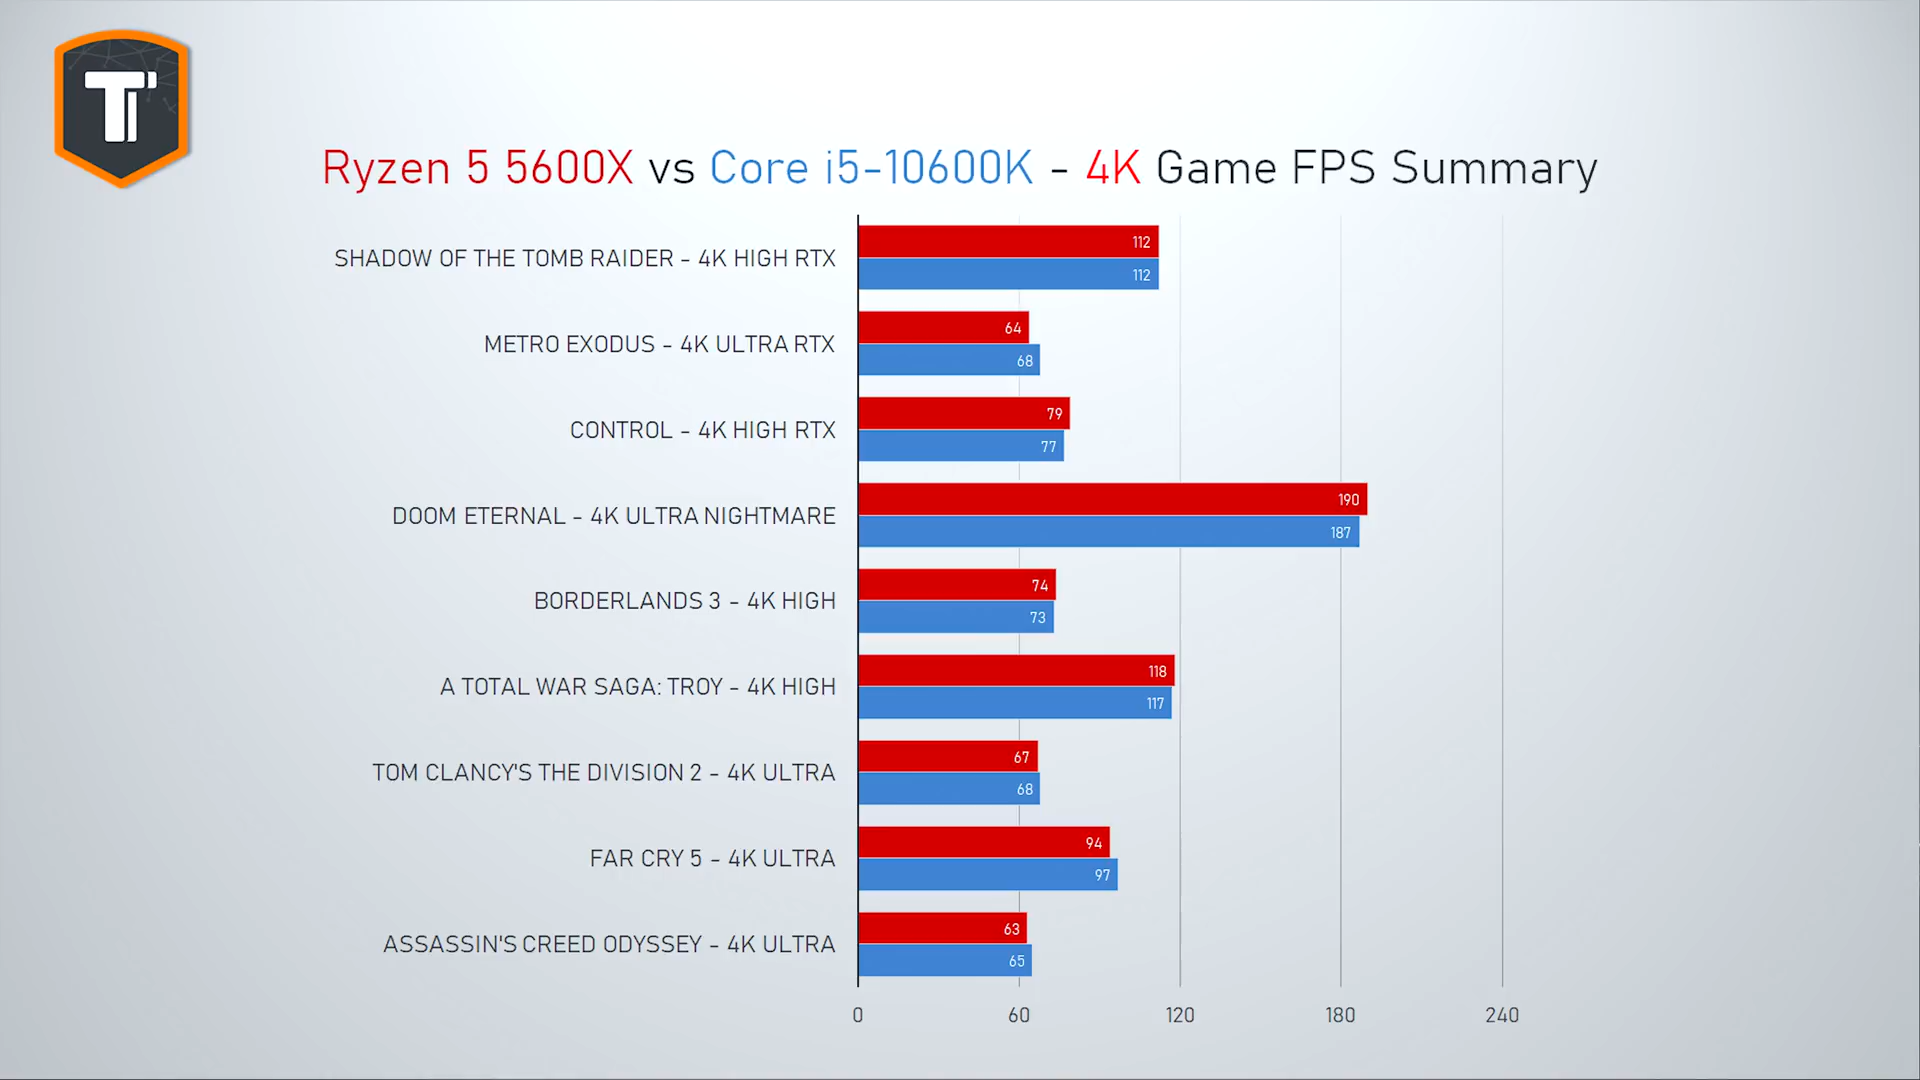 T
Ryzen 5 5600X vs Core i5-10600K - 4K Game FPS Summary
SHADOW OF THE TOMB RAIDER - 4K HIGH RTX
112
112
METRO EXODUS - 4K ULTRA RTX
64
68
CONTROL - 4K HIGH RTX
79
77
DOOM ETERNAL - 4K ULTRA NIGHTMARE
190
187
BORDERLANDS 3 - 4K HIGH
74
73
A TOTAL WAR SAGA: TROY - 4K HIGH
118
117
TOM CLANCY'S THE DIVISION 2 - 4K ULTRA
67
68
FAR CRY 5 - 4K ULTRA
94
97
ASSASSIN'S CREED ODYSSEY - 4K ULTRA
63
65
0 60 120 180 240